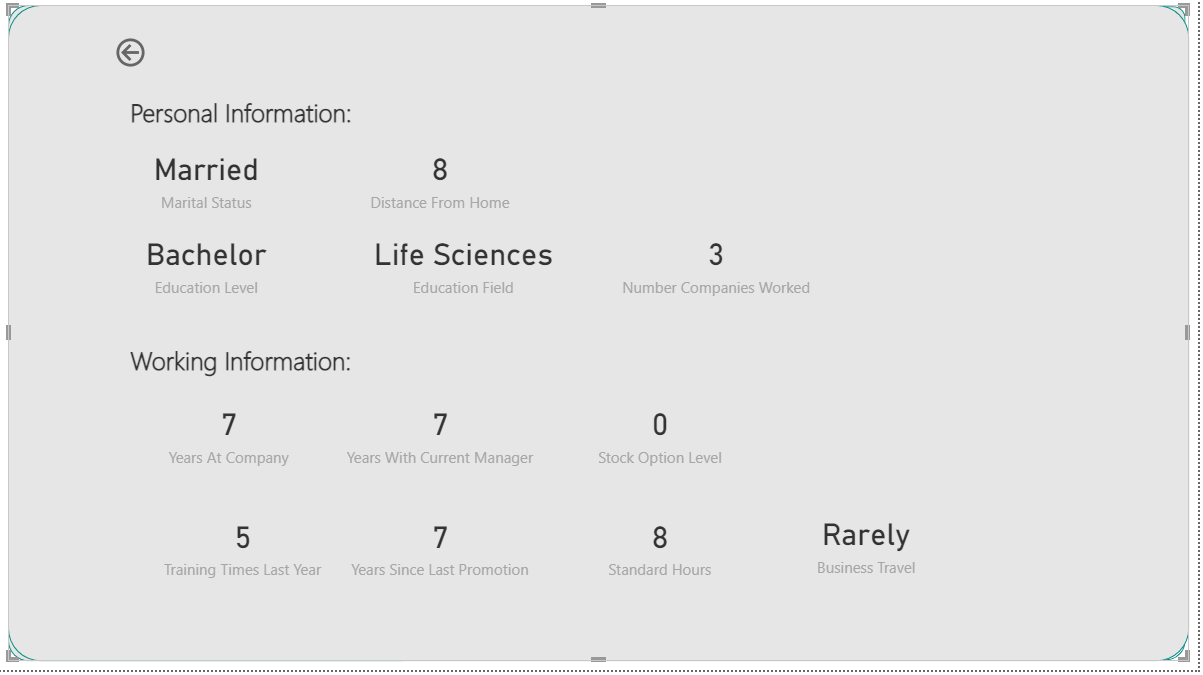 Personal Information:
Married 8
Marital Status Distance From Home
Bachelor Life Sciences 3
Education Level Education Field Number Companies Worked
Working Information:
7 7 0
Years At Company Years With Current Manager Stock Option Level
5 7 8 Rarely
Training Times Last Year Years Since Last Promotion Standard Hours Business Travel